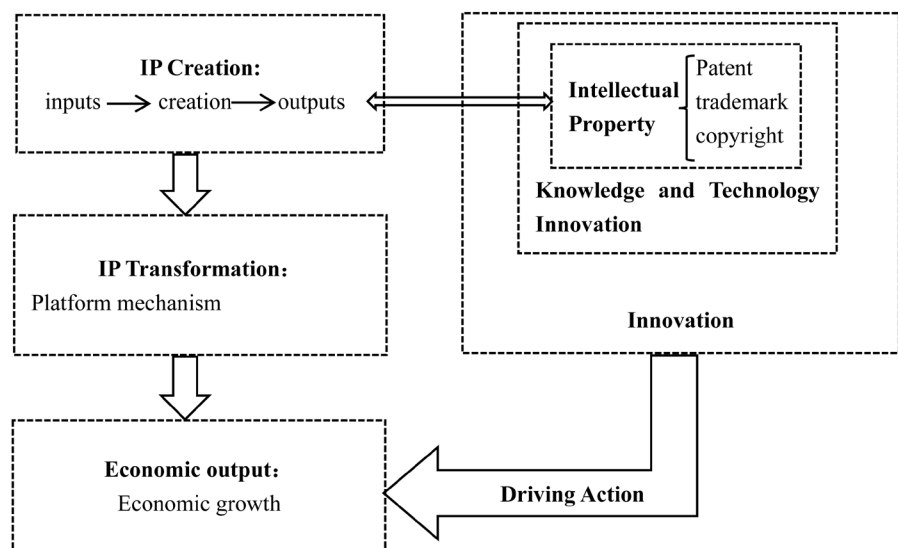 IP Creation:
inputs creation outputs
IP Transformation：
Platform mechanism
Economic output：
Economic growth
Intellectual
Property
Patent
trademark
copyright
Knowledge and Technology
Innovation
Innovation
Driving Action